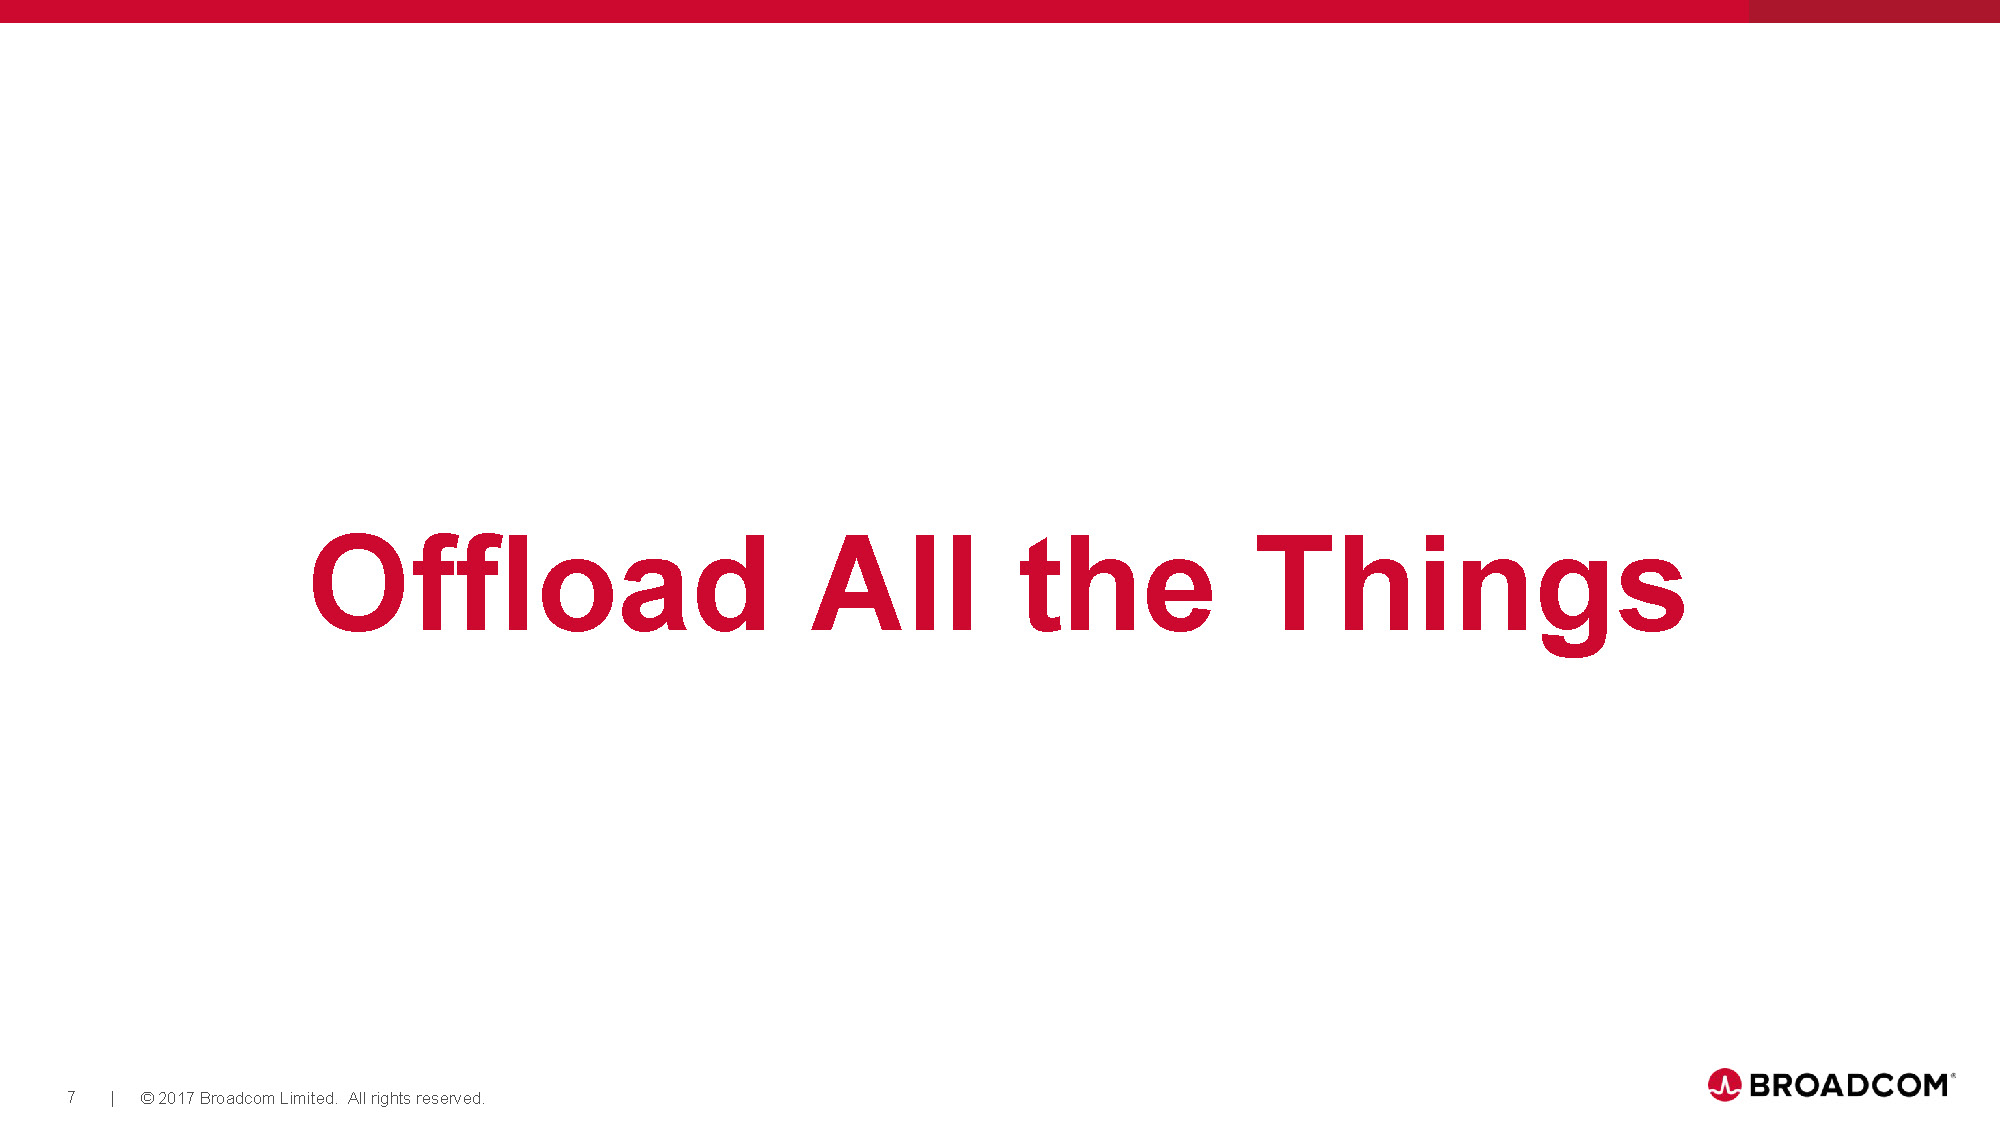 Offload All the Things
7 | © 2017 Broadcom Limited. All rights reserved.
BROADCOM®